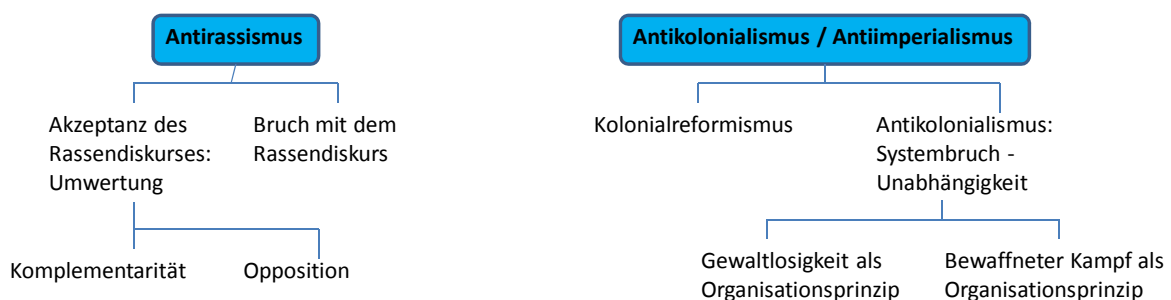 Antirassismus
Akzeptanz des
Rassendiskurses:
Umwertung
Bruch mit dem
Rassendiskurs
Komplementarität
Opposition
Antikolonialismus / Antiimperialismus
Kolonialreformismus
Antikolonialismus:
Systembruch -
Unabhängigkeit
Gewaltlosigkeit als
Organisationsprinzip
Bewaffneter Kampf als
Organisationsprinzip